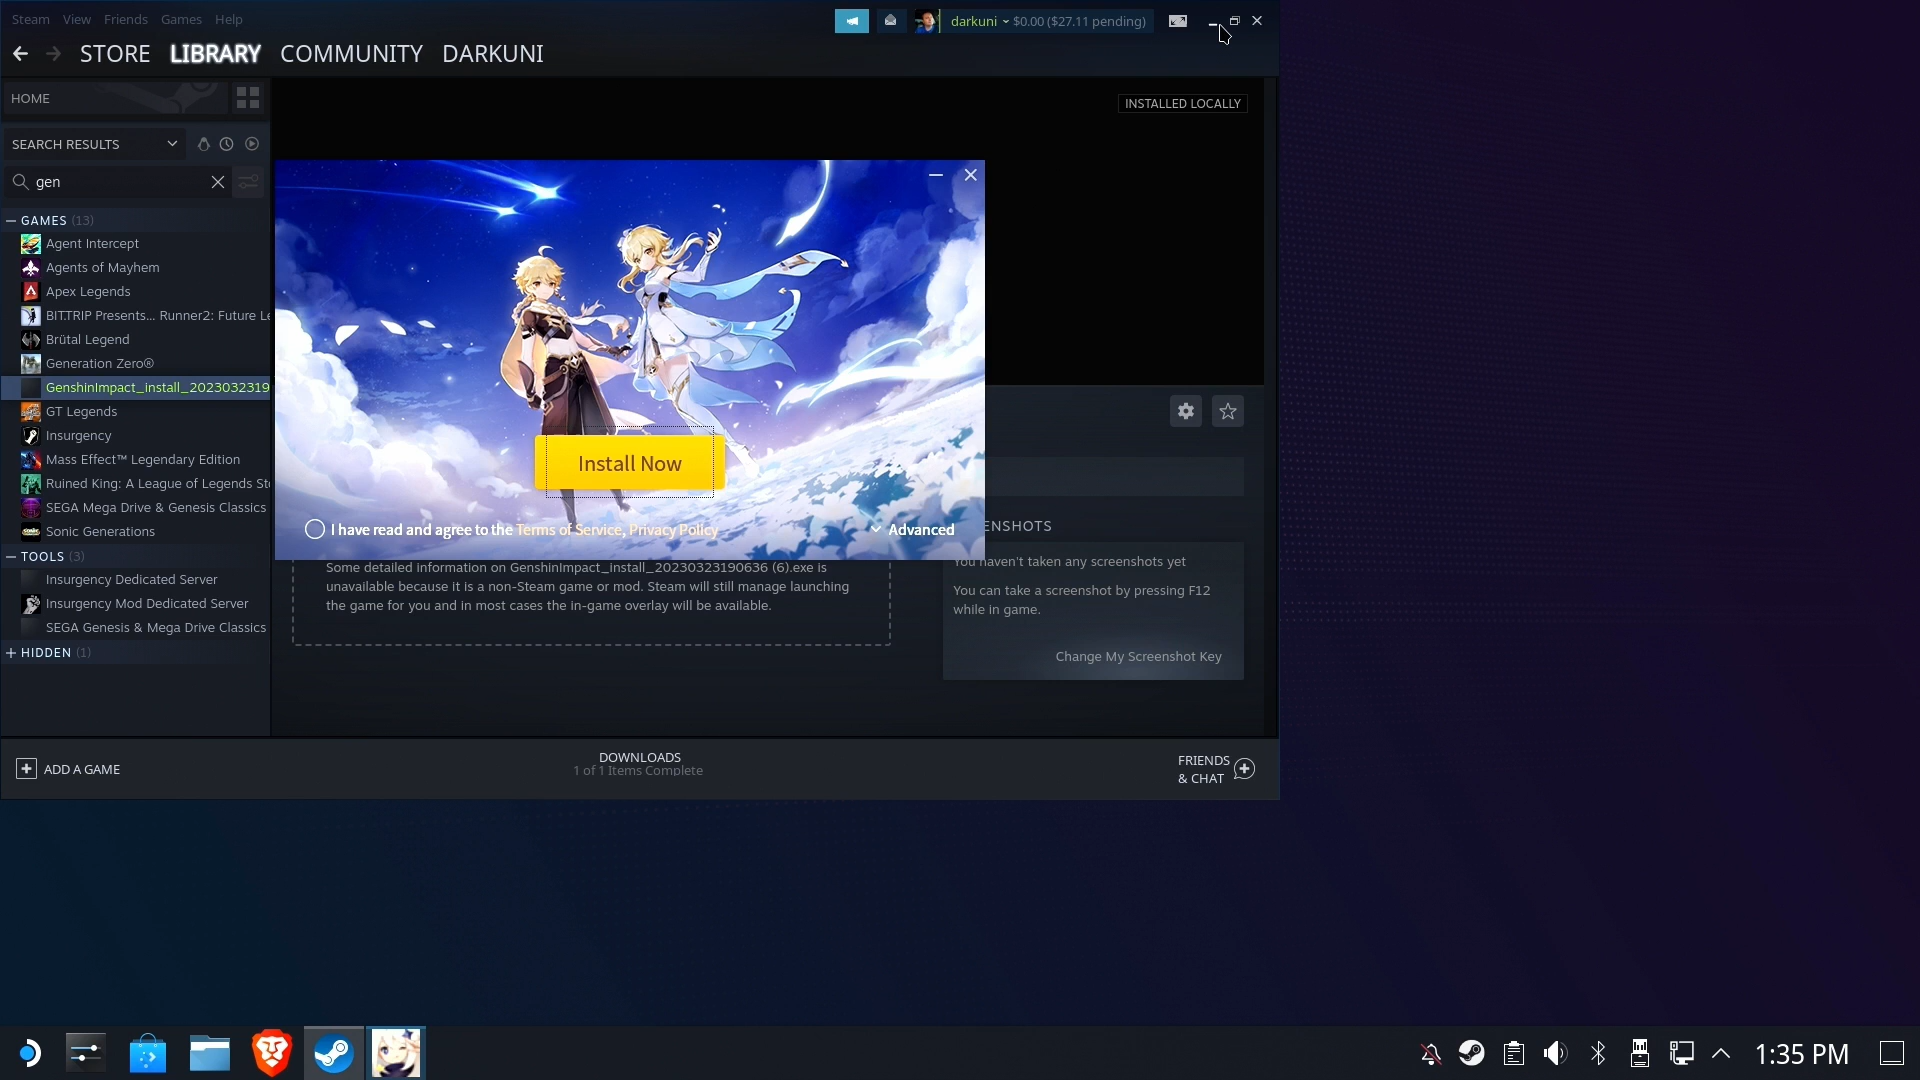 Steam View Friends Games Help
darkuni $0.00 ($27.11 pending)
STORE LIBRARY COMMUNITY DARKUNI
HOME
INSTALLED LOCALLY
SEARCH RESULTS
gen
GAMES (13)
Agent Intercept
Agents of Mayhem
Apex Legends
BIT.TRIP Presents... Runner2: Future Le
Brütal Legend
Generation Zero®
GenshinImpact_install_2023032319
GT Legends
Insurgency
Mass Effect™ Legendary Edition
Ruined King: A League of Legends St
SEGA Mega Drive & Genesis Classics
Sonic Generations
TOOLS (3)
Insurgency Dedicated Server
Insurgency Mod Dedicated Server
SEGA Genesis & Mega Drive Classics
HIDDEN (1)
Install Now
I have read and agree to the Terms of Service, Privacy Policy
Advanced
Some detailed information on GenshinImpact_install_20230323190636 (6).exe is
unavailable because it is a non-Steam game or mod. Steam will still manage launching
the game for you and in most cases the in-game overlay will be available.
ENSHOTS
You haven't taken any screenshots yet
You can take a screenshot by pressing F12
while in game.
Change My Screenshot Key
ADD A GAME
DOWNLOADS
1 of 1 Items Complete
FRIENDS
& CHAT
1:35 PM